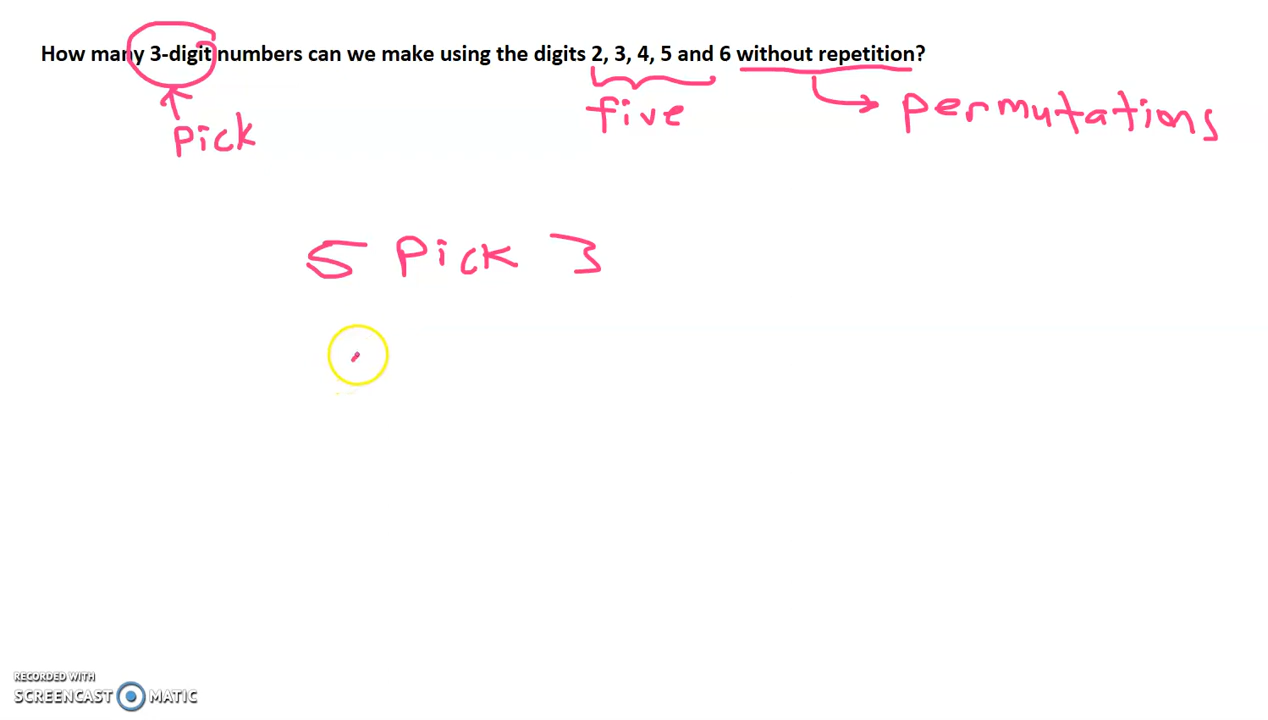 How many 3-digit numbers can we make using the digits 2, 3, 4, 5 and 6 without repetition?
five
permutations
Pick
5 Pick 3
RECORDED WITH
SCREENCAST MATIC